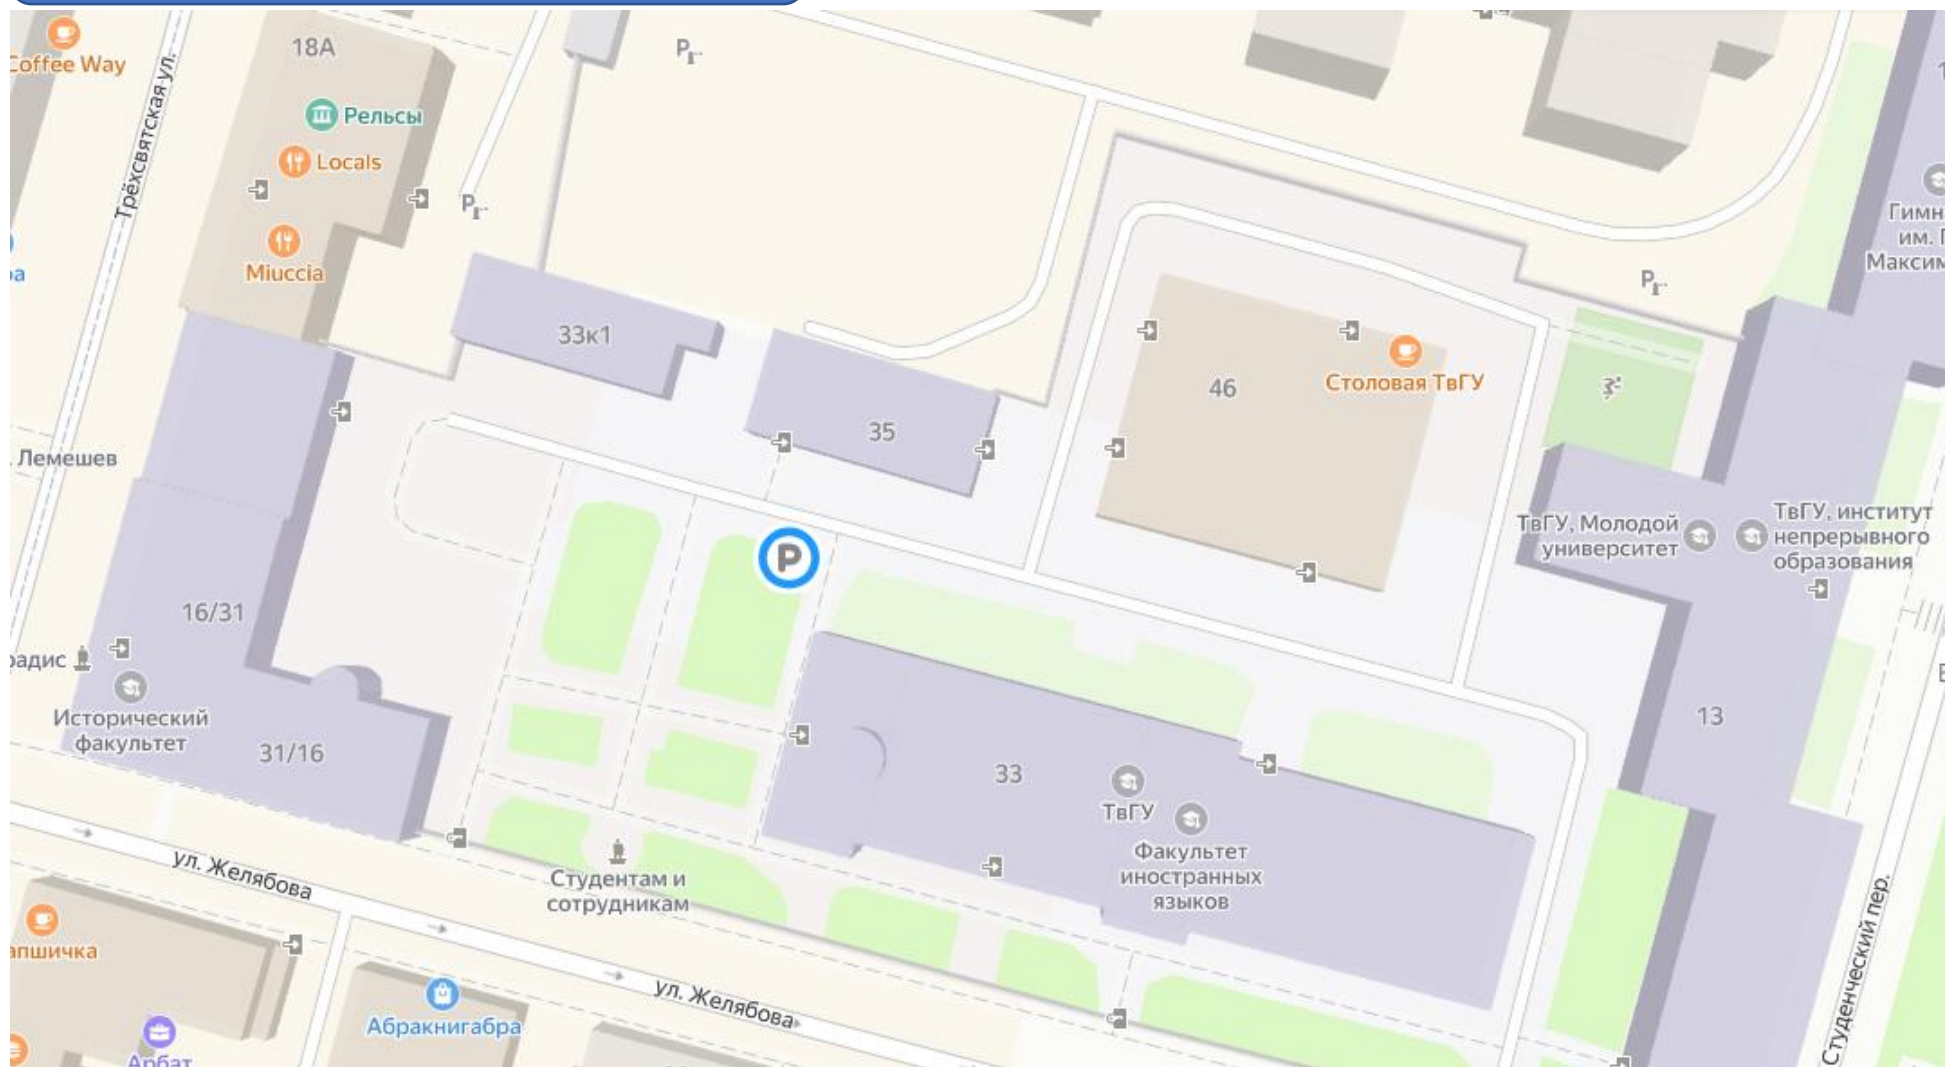 18А
Р
Coffee Way
Трёхсвятская ул.
Рельсы
Locals
Р
Miuccia
Р
33к1
46
Столовая ТвГУ
35
Лемешев
Р
ТвГУ, Молодой
университет
ТвГУ, институт
непрерывного
образования
16/31
Исторический
факультет
31/16
33
ТвГУ
13
Факультет
иностранных
языков
ул. Желябова
Студентам и
сотрудникам
ул. Желябова
Абракнигабра
Арбат
Студенческий пер.